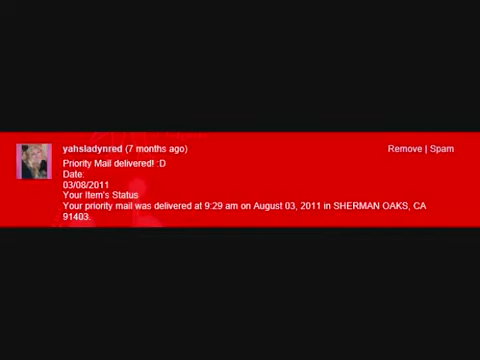 yahsladynred (7 months ago) Remove | Spam
Priority Mail delivered! :D
Date:
03/08/2011
Your Item's Status
Your priority mail was delivered at 9:29 am on August 03, 2011 in SHERMAN OAKS, CA
91403.